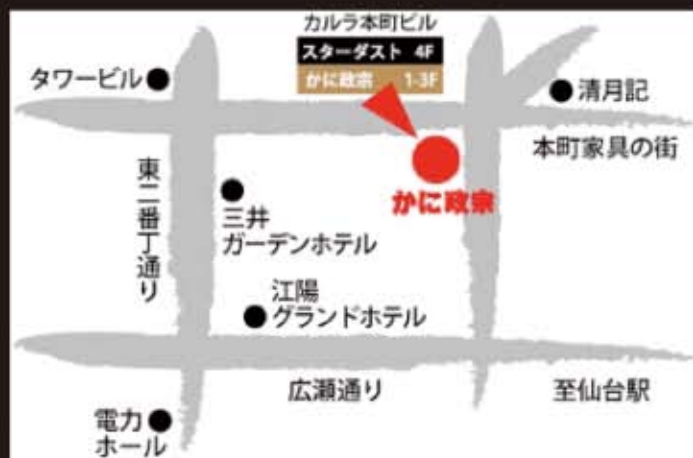 カルラ本町ビル
スターダスト 4F
かに政宗 1-3F
タワービル
清月記
本町家具の街
かに政宗
東二番丁通り
三井
ガーデンホテル
江陽
グランドホテル
広瀬通り
至仙台駅
電力
ホール